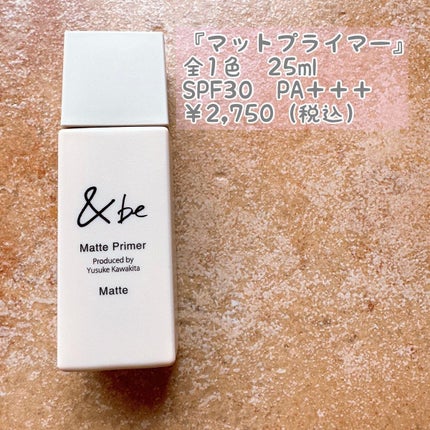 『マットプライマー』
全1色　25ml
SPF30　PA＋＋＋
￥2,750（税込）
&be
Matte Primer
Produced by
Yusuke Kawakita
Matte